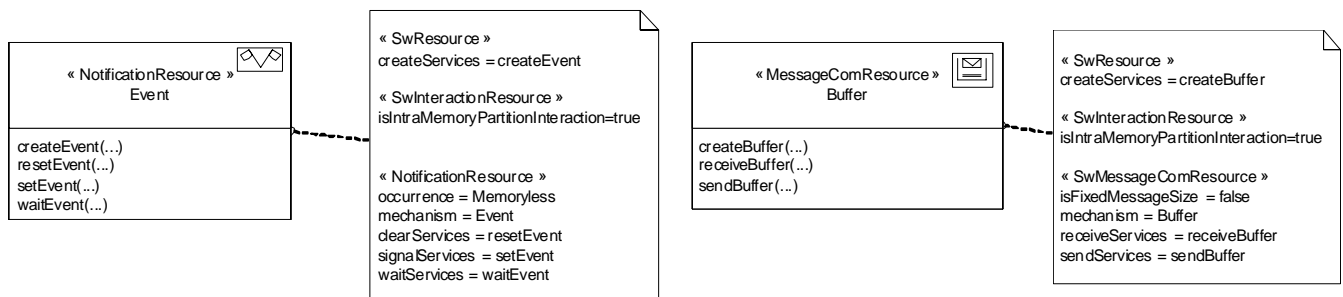 « NotificationResource »
Event
createEvent(...)
resetEvent(...)
setEvent(...)
waitEvent(...)
« SwResource »
createServices = createEvent
« SwInteractionResource »
isIntraMemoryPartitionInteraction=true
« NotificationResource »
occurrence = Memoryless
mechanism = Event
clearServices = resetEvent
signalServices = setEvent
waitServices = waitEvent
« MessageComResource »
Buffer
createBuffer(...)
receiveBuffer(...)
sendBuffer(...)
« SwResource »
createServices = createBuffer
« SwInteractionResource »
isIntraMemoryPartitionInteraction=true
« SwMessageComResource »
isFixedMessageSize = false
mechanism = Buffer
receiveServices = receiveBuffer
sendServices = sendBuffer